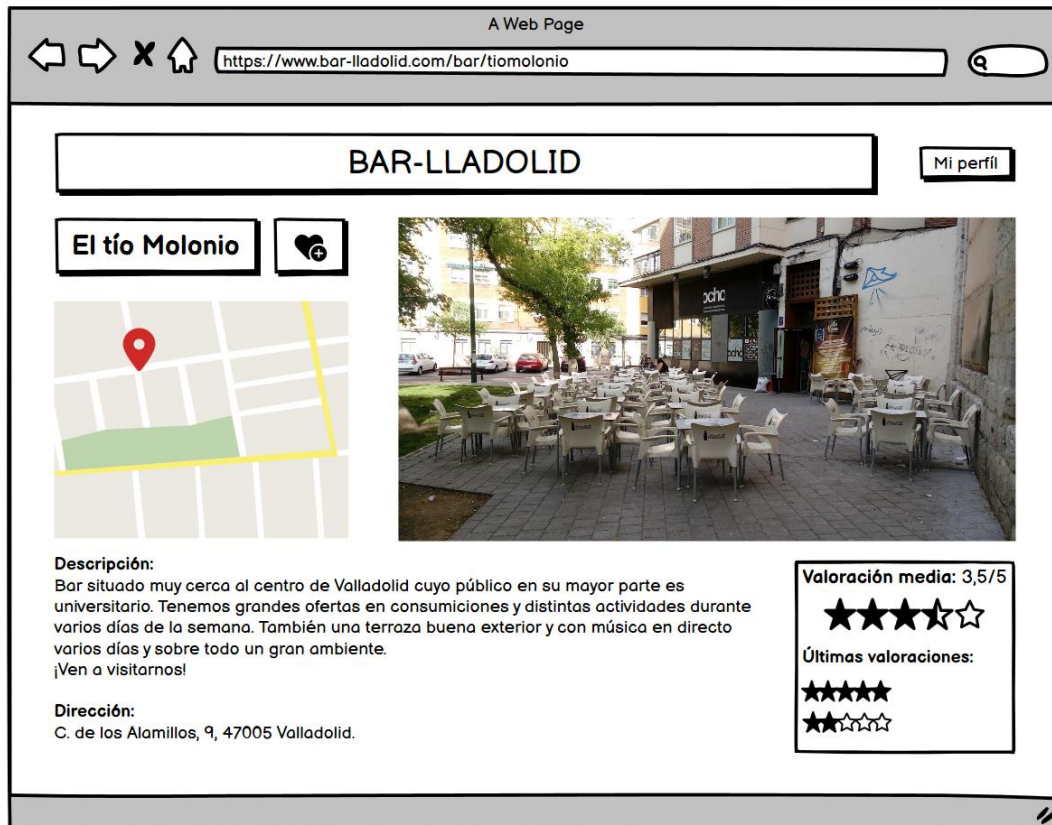 A Web Page
https://www.bar-lladolid.com/bar/tiomolonio
BAR-LLADOLID
Mi perfíl
El tío Molonio
ocho
ocho
Descripción:
Bar situado muy cerca al centro de Valladolid cuyo público en su mayor parte es
universitario. Tenemos grandes ofertas en consumiciones y distintas actividades durante
varios días de la semana. También una terraza buena exterior y con música en directo
varios días y sobre todo un gran ambiente.
¡Ven a visitarnos!
Dirección:
C. de los Alamillos, 9, 47005 Valladolid.
Valoración media: 3,5/5
Últimas valoraciones: